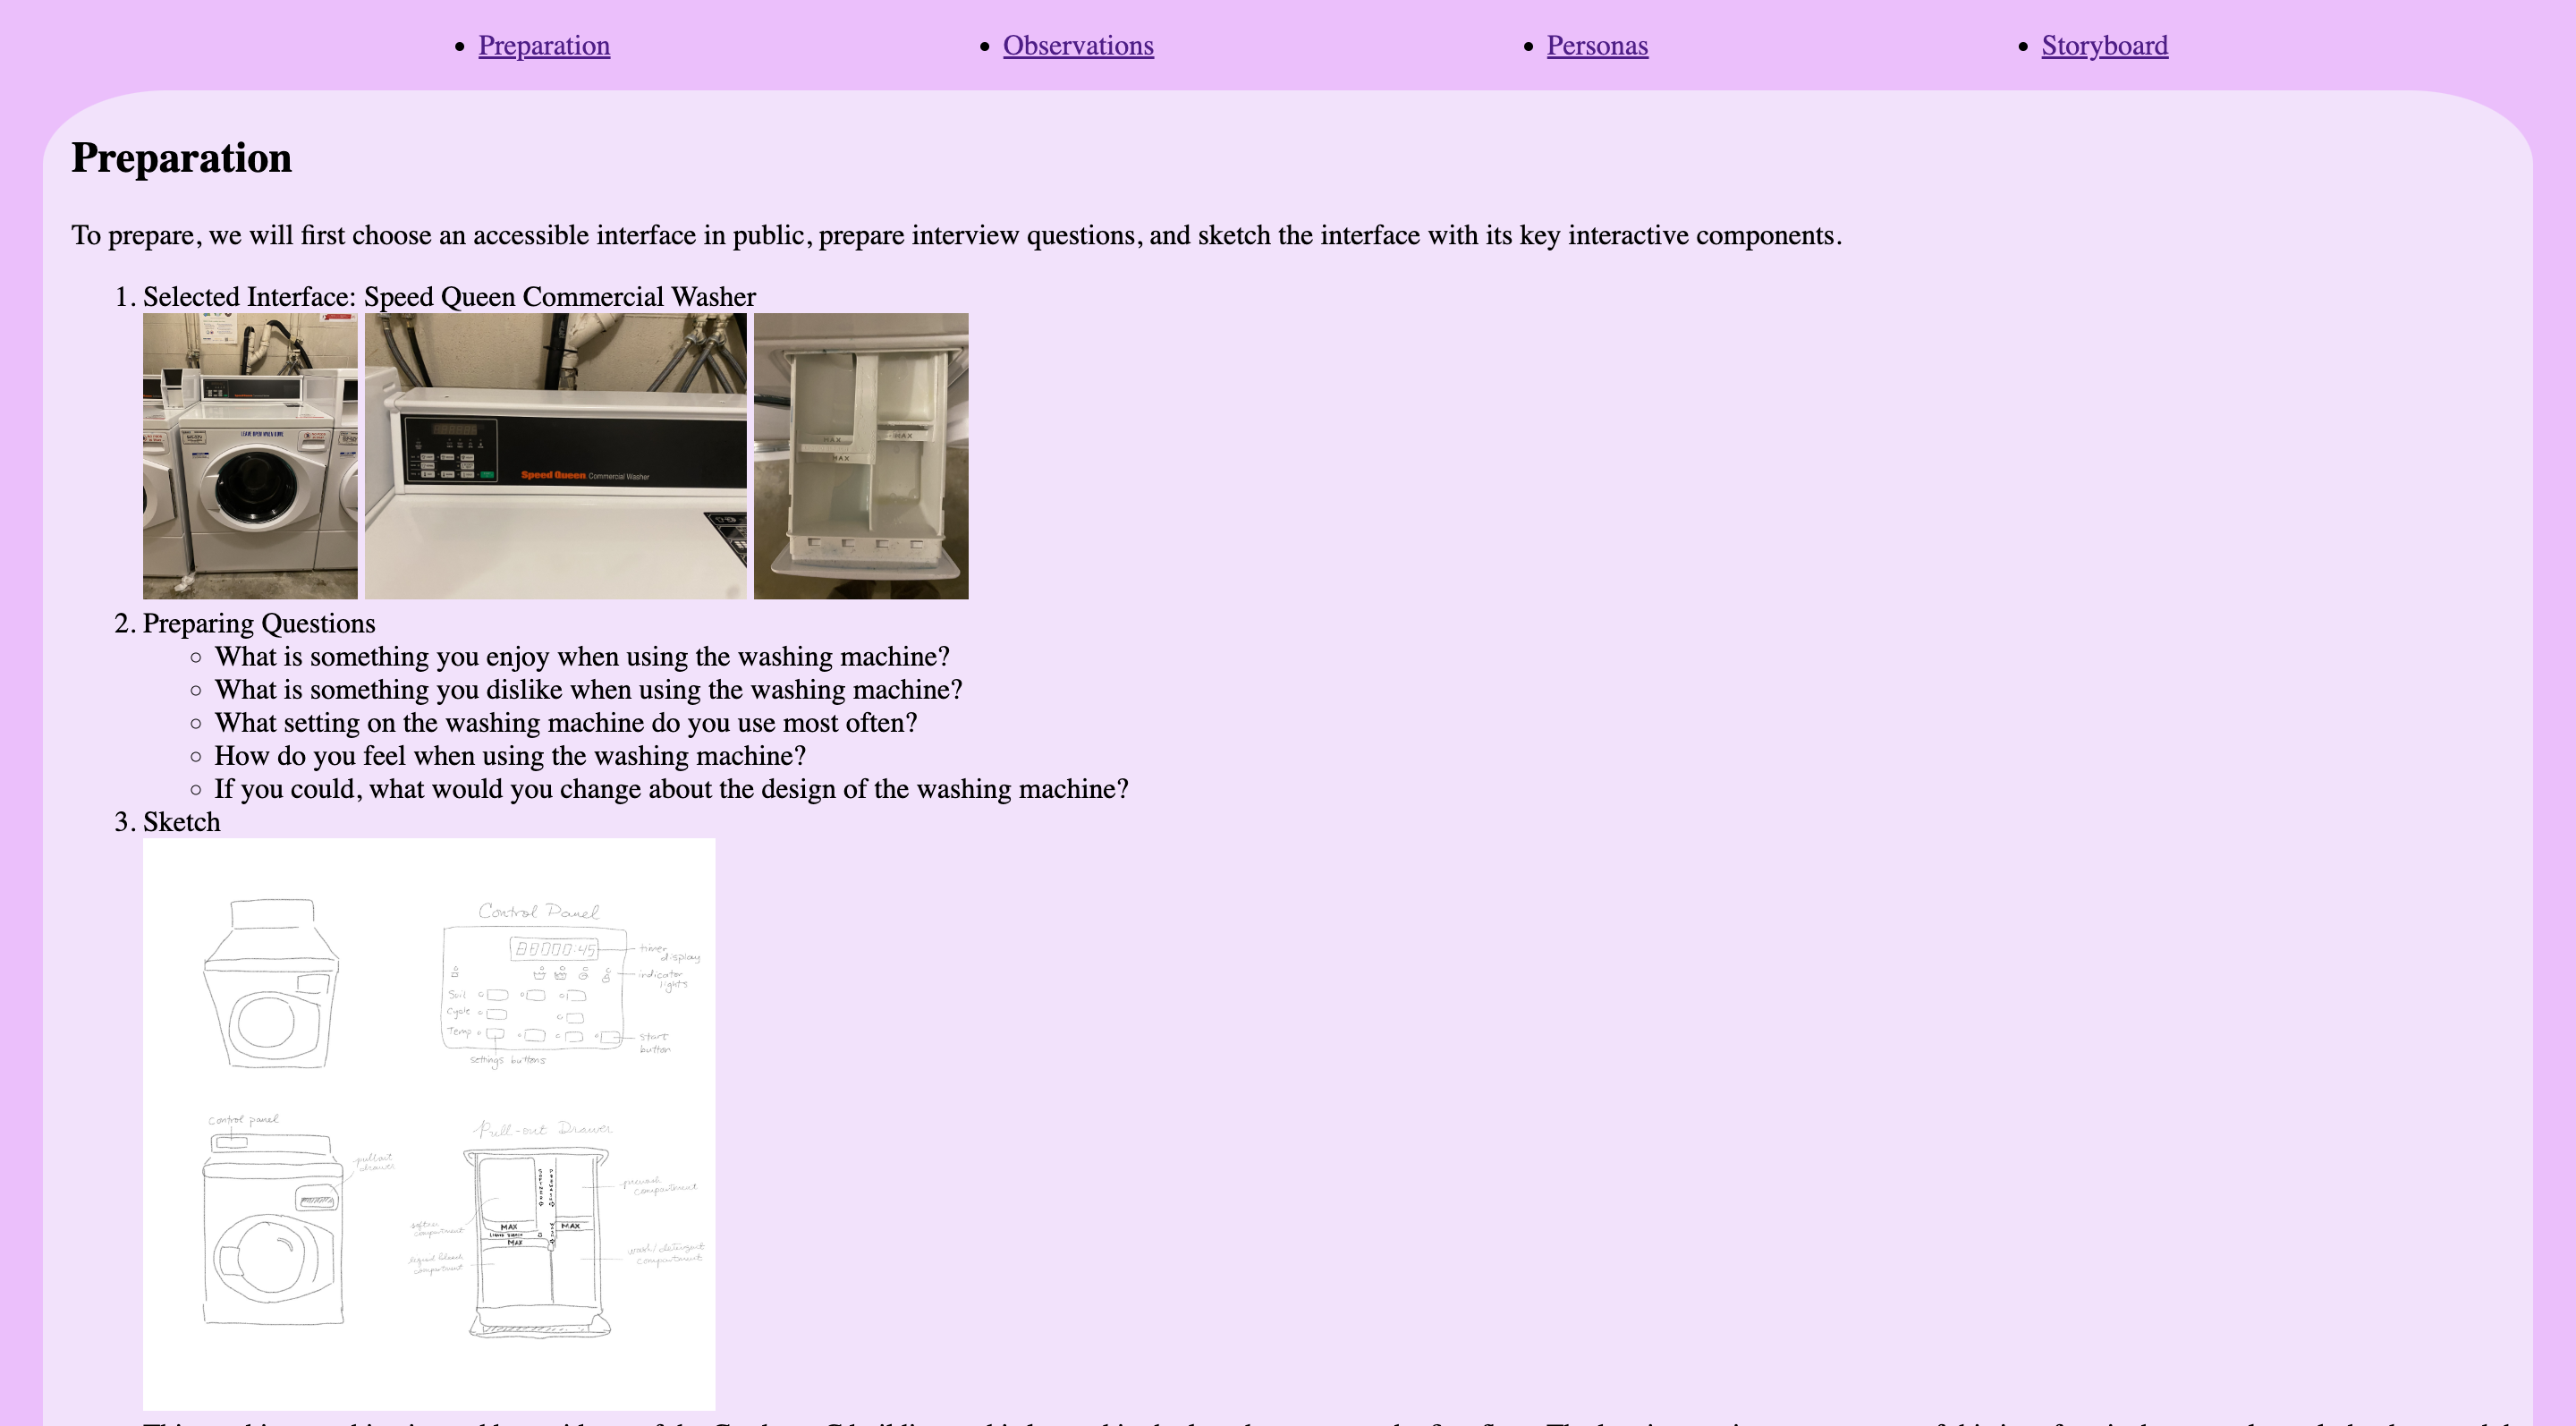 Preparation
Observations
Personas
Storyboard
Preparation
To prepare, we will first choose an accessible interface in public, prepare interview questions, and sketch the interface with its key interactive components.
1. Selected Interface: Speed Queen Commercial Washer
Speed Queen Commercial Washer
MAX
MAX
MAX
2. Preparing Questions
What is something you enjoy when using the washing machine?
What is something you dislike when using the washing machine?
What setting on the washing machine do you use most often?
How do you feel when using the washing machine?
If you could, what would you change about the design of the washing machine?
3. Sketch
Control Panel
timer display
indicator lights
Soil
Cycle
Temp
start button
settings buttons
control panel
pullout drawer
Pull-out Drawer
prewash compartment
MAX
MAX
MAX
liquid bleach compartment
wash/detergent compartment